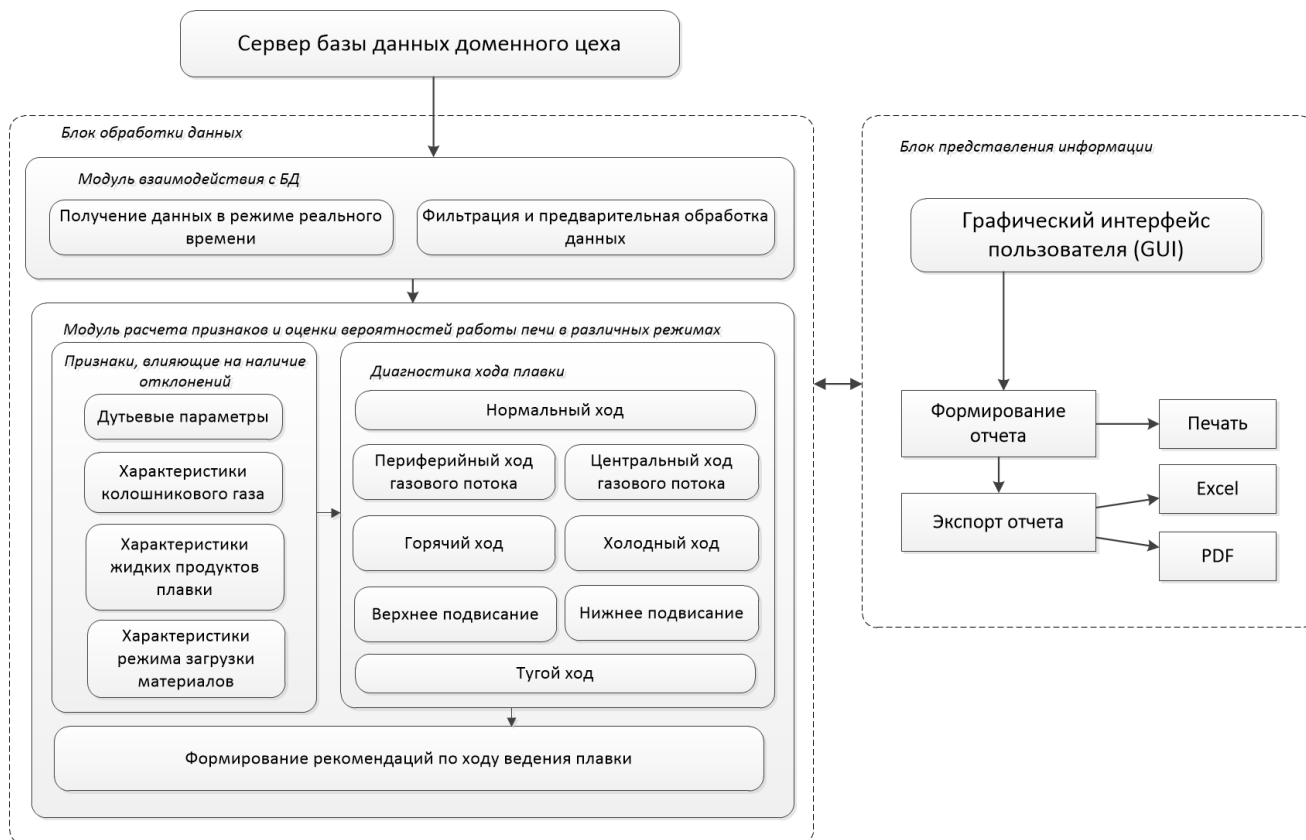 Сервер базы данных доменного цеха
Блок обработки данных
Модуль взаимодействия с БД
Получение данных в режиме реального
времени
Фильтрация и предварительная обработка
данных
Модуль расчета признаков и оценки вероятностей работы печи в различных режимах
Признаки, влияющие на наличие
отклонений
Дутьевые параметры
Характеристики
колошникового газа
Характеристики
жидких продуктов
плавки
Характеристики
режима загрузки
материалов
Диагностика хода плавки
Нормальный ход
Периферийный ход
газового потока
Центральный ход
газового потока
Горячий ход
Холодный ход
Верхнее подвисание
Нижнее подвисание
Тугой ход
Формирование рекомендаций по ходу ведения плавки
Блок представления информации
Графический интерфейс
пользователя (GUI)
Формирование
отчета
Печать
Экспорт отчета
Excel
PDF